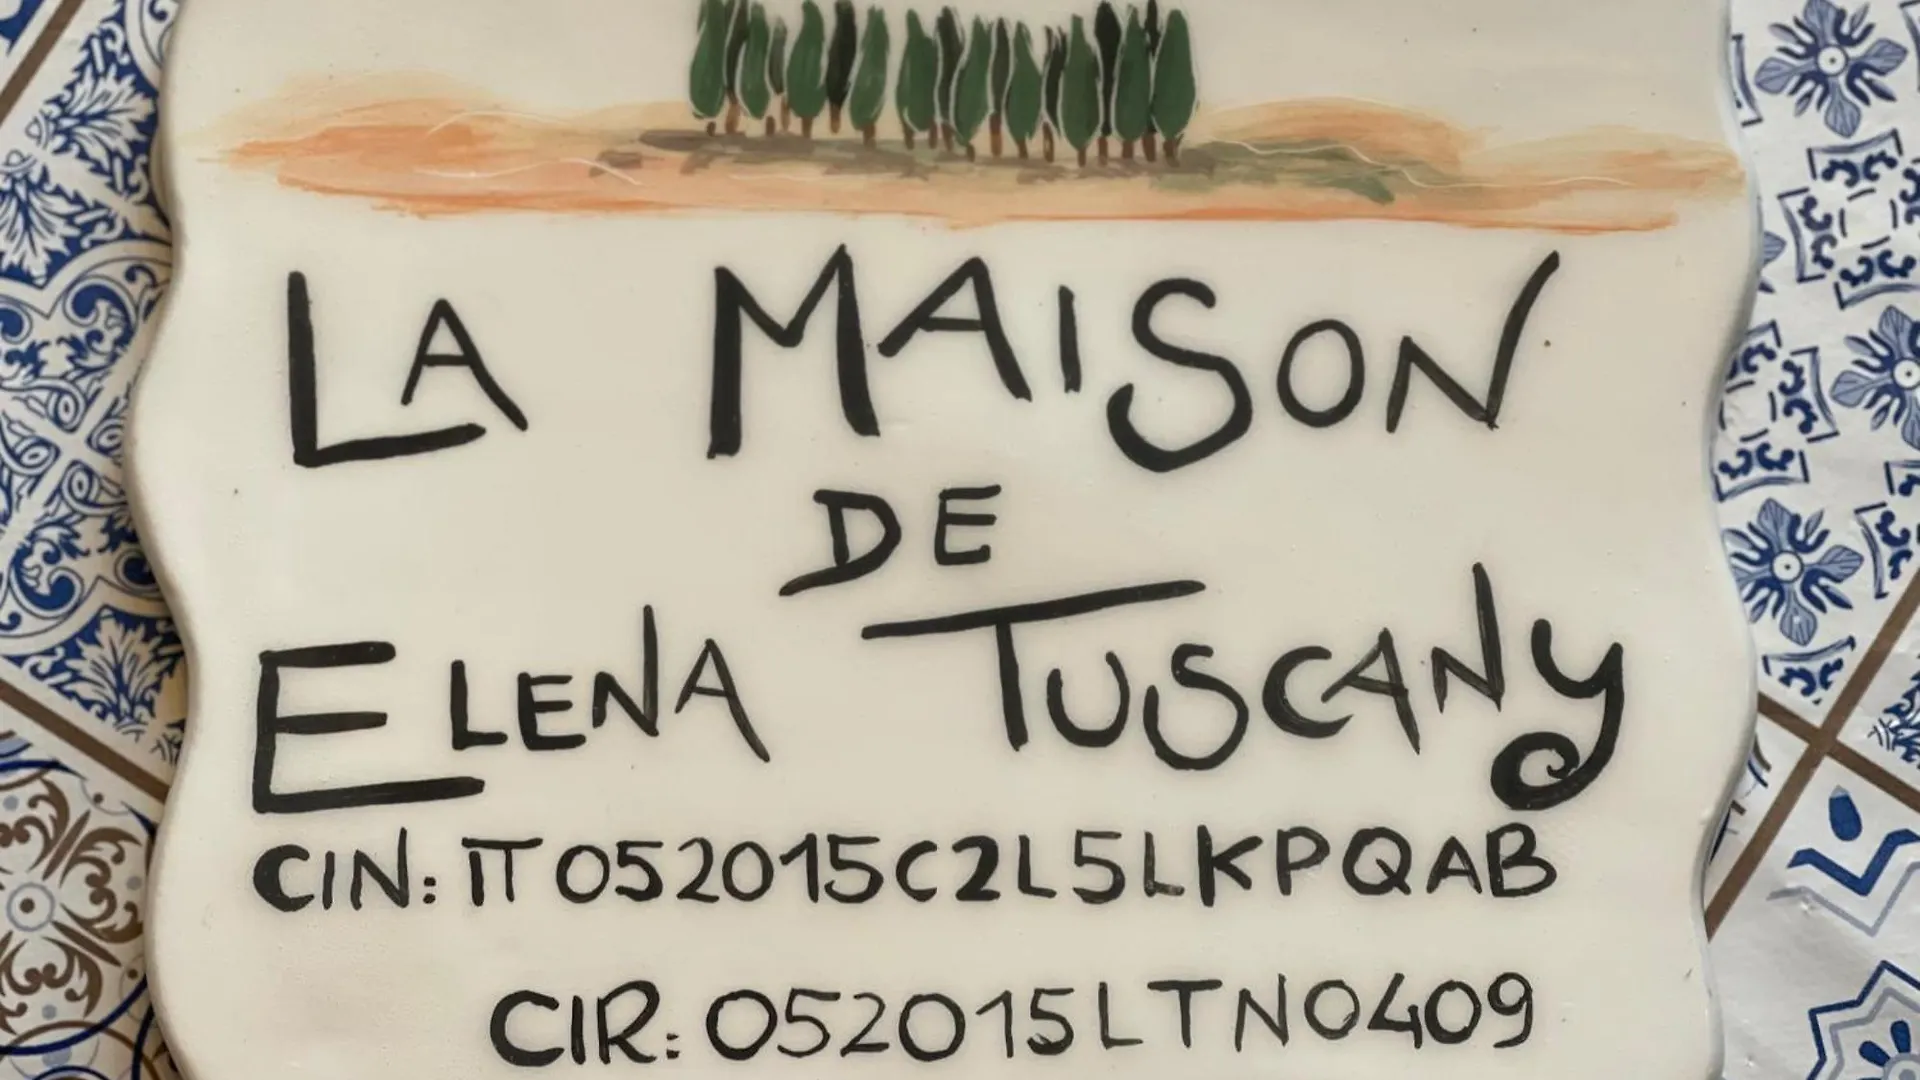 LA MAISON
DE
ELENA TUSCANY
CIN: IT052015C2L5LKPQAB
CIR: 052015LTN0409